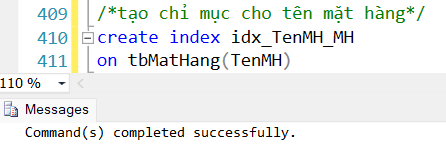 409 /*tạo chỉ mục cho tên mặt hàng*/
410 create index idx_TenMH_MH
411 on tbMatHang(TenMH)
110 %
Messages
Command(s) completed successfully.